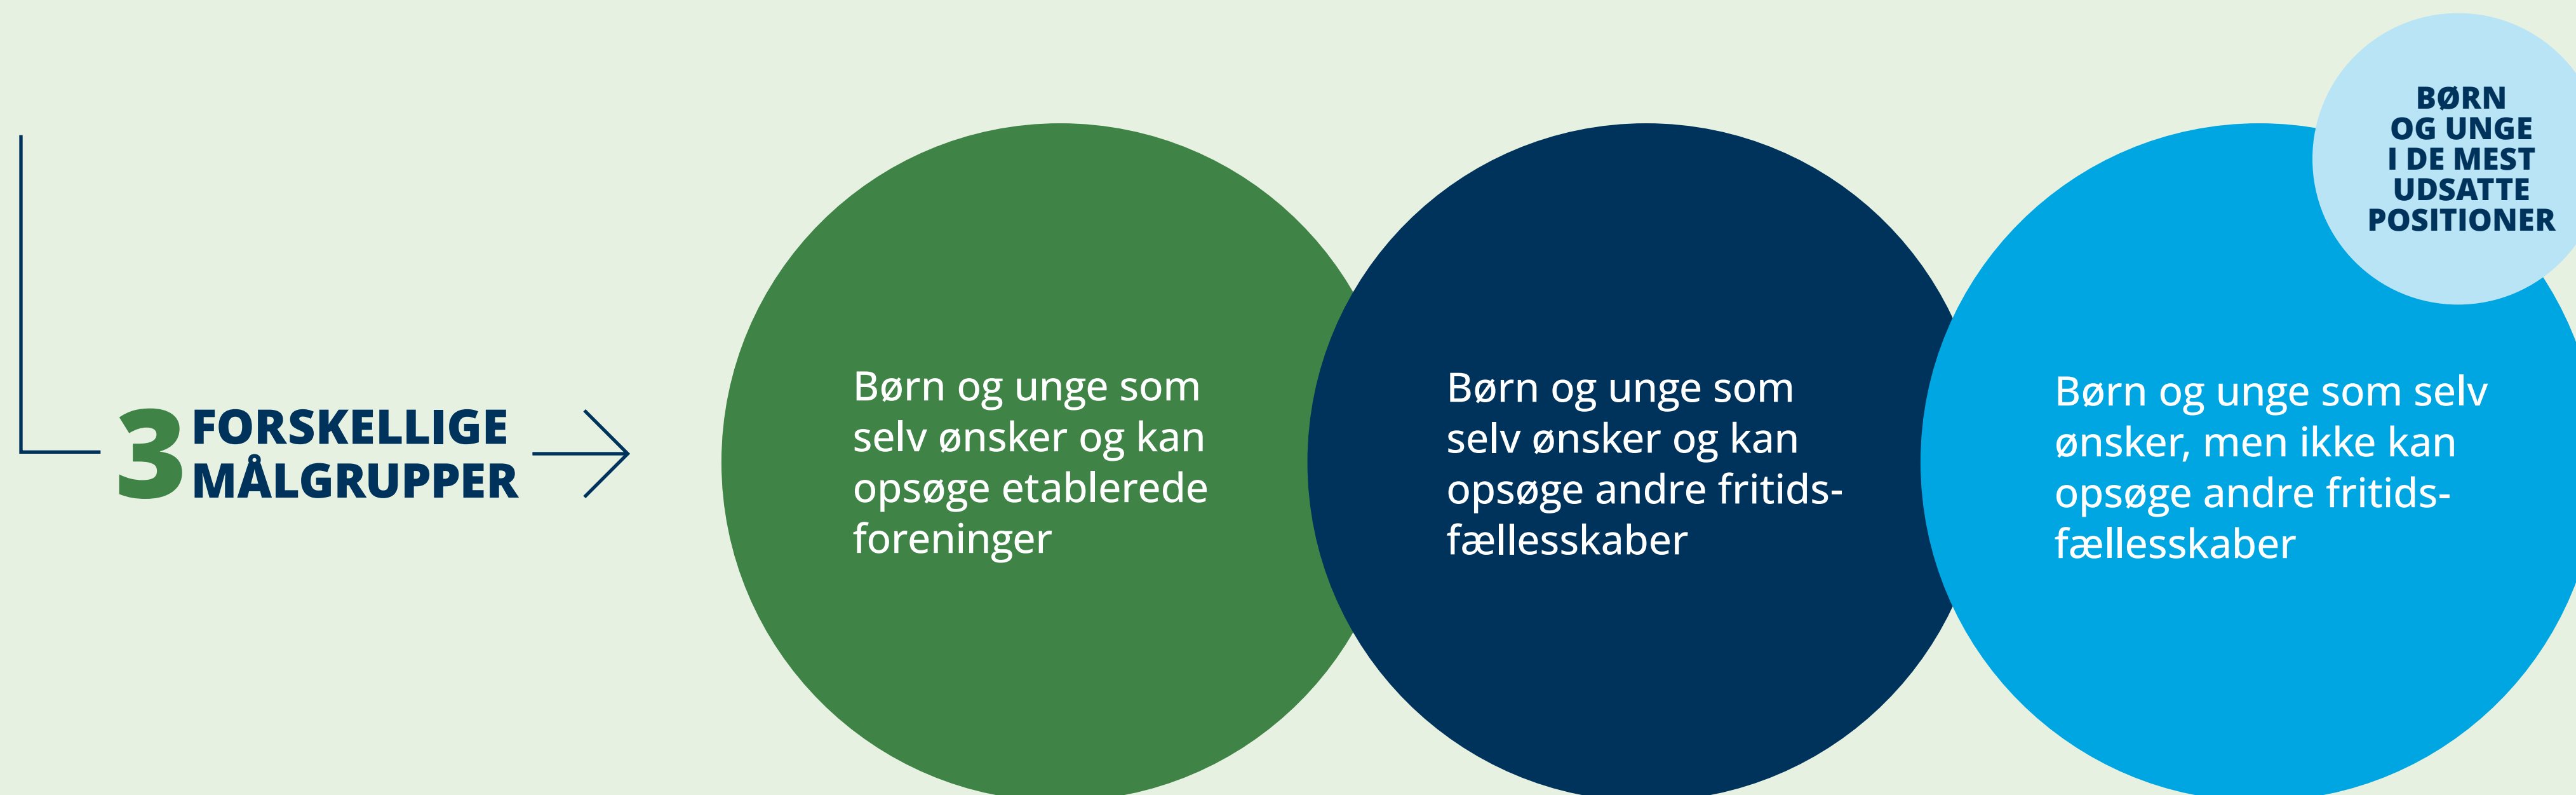 3 FORSKELLIGE
MÅLGRUPPER
Børn og unge som
selv ønsker og kan
opsøge etablerede
foreninger
Børn og unge som
selv ønsker og kan
opsøge andre fritids-
fællesskaber
Børn og unge som selv
ønsker, men ikke kan
opsøge andre fritids-
fællesskaber
BØRN
OG UNGE
I DE MEST
UDSATTE
POSITIONER